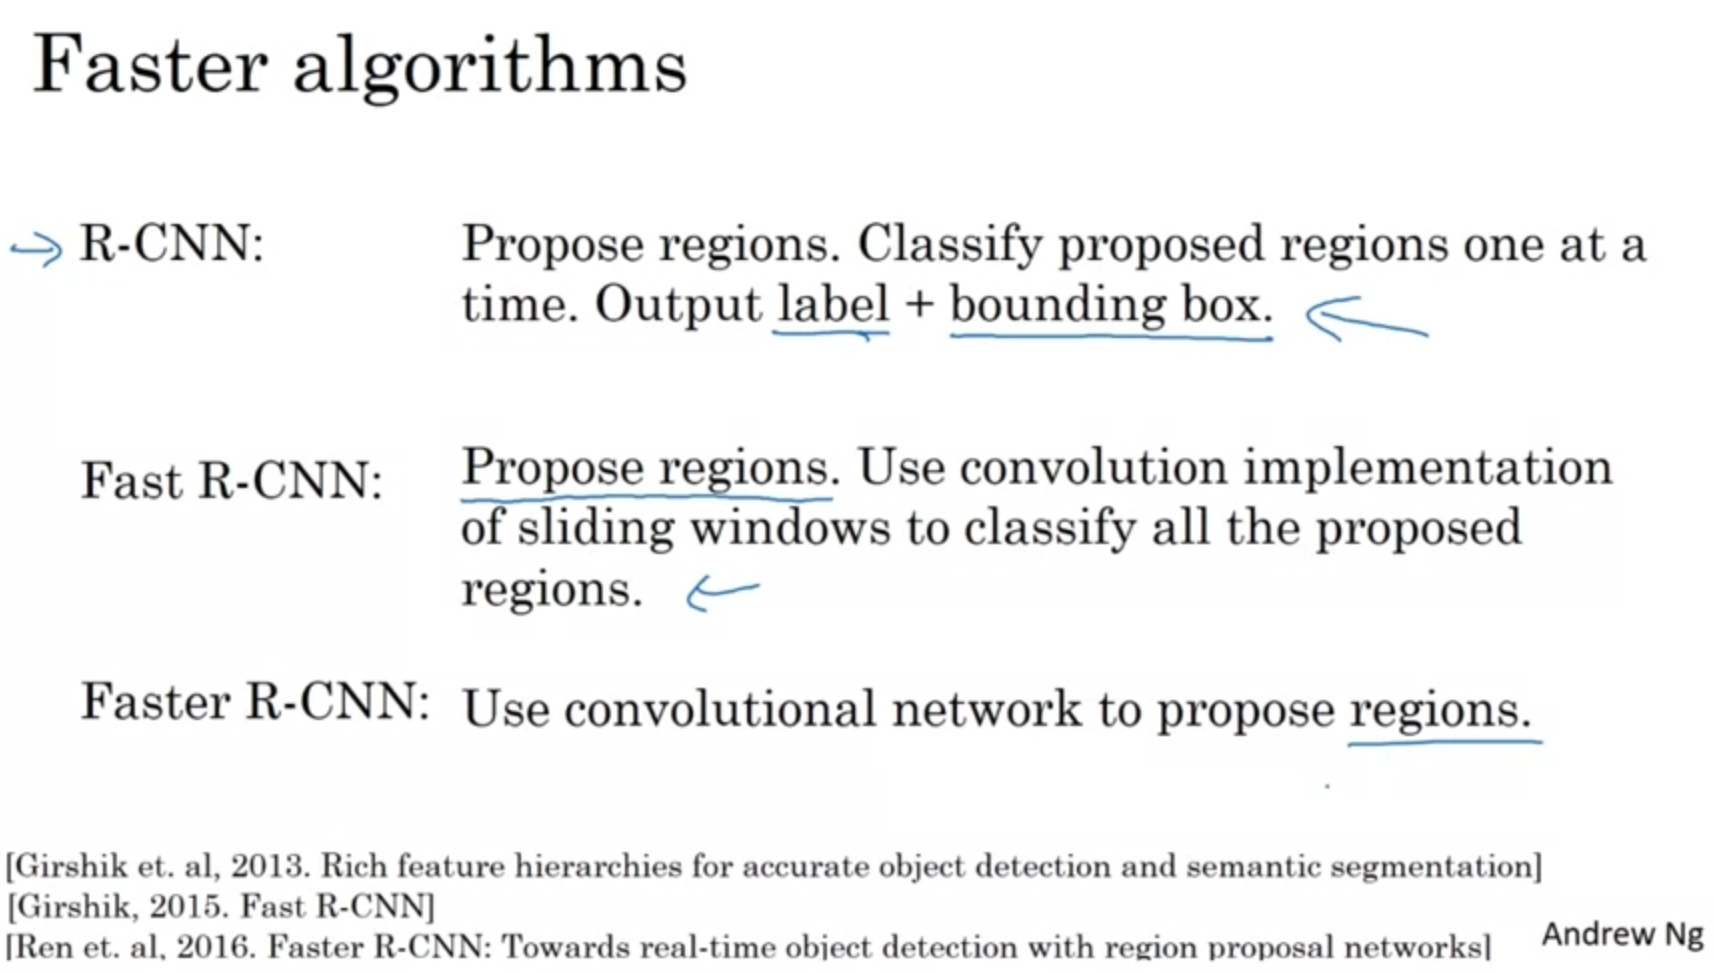 Faster algorithms
R-CNN: Propose regions. Classify proposed regions one at a
time. Output label + bounding box.
Fast R-CNN: Propose regions. Use convolution implementation
of sliding windows to classify all the proposed
regions.
Faster R-CNN: Use convolutional network to propose regions.
[Girshik et. al, 2013. Rich feature hierarchies for accurate object detection and semantic segmentation]
[Girshik, 2015. Fast R-CNN]
[Ren et. al, 2016. Faster R-CNN: Towards real-time object detection with region proposal networks]
Andrew Ng